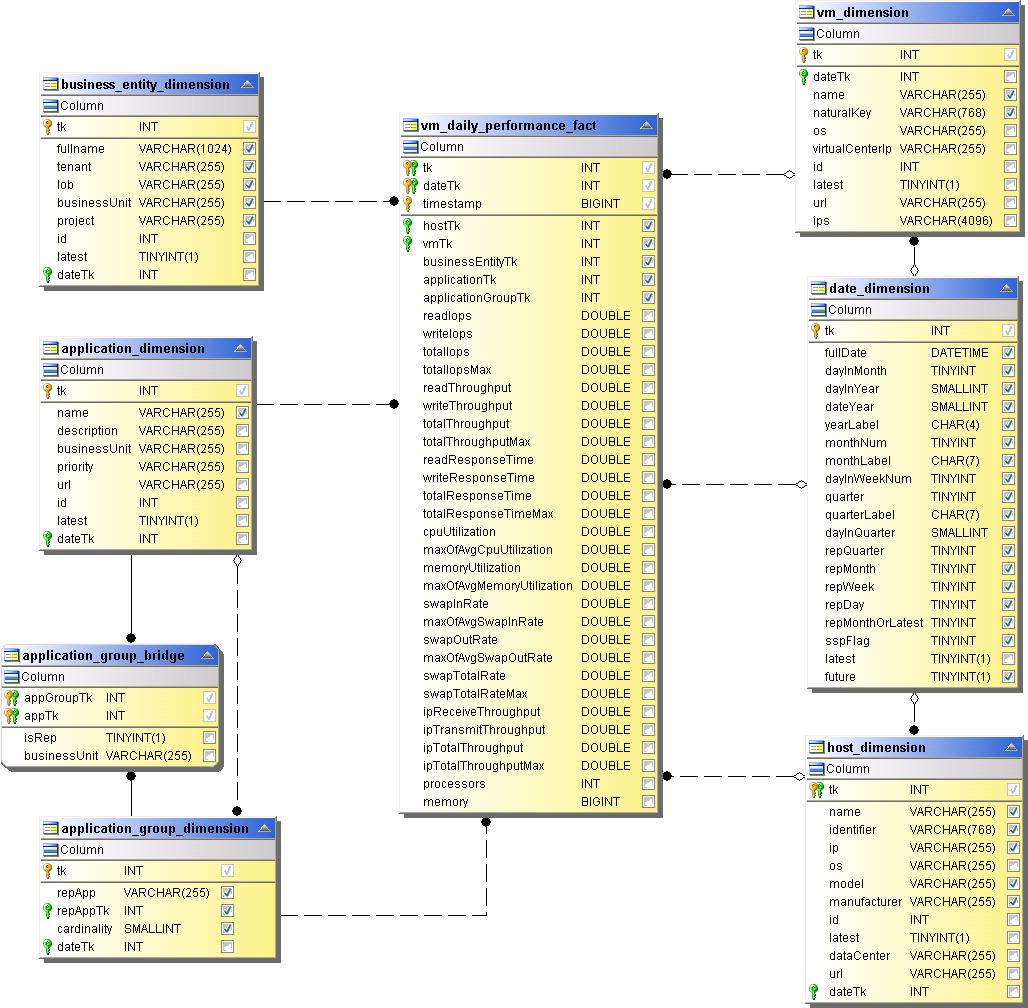 vm_dimension
Column
tk INT
dateTk INT
name VARCHAR(255)
naturalKey VARCHAR(768)
os VARCHAR(255)
virtualCenterIp VARCHAR(255)
id INT
latest TINYINT(1)
url VARCHAR(255)
ips VARCHAR(4096)
business_entity_dimension
Column
tk INT
fullname VARCHAR(1024)
tenant VARCHAR(255)
lob VARCHAR(255)
businessUnit VARCHAR(255)
project VARCHAR(255)
id INT
latest TINYINT(1)
dateTk INT
vm_daily_performance_fact
Column
tk INT
dateTk INT
timestamp BIGINT
hostTk INT
vmTk INT
businessEntityTk INT
applicationTk INT
applicationGroupTk INT
readIops DOUBLE
writeIops DOUBLE
totalIops DOUBLE
totalIopsMax DOUBLE
readThroughput DOUBLE
writeThroughput DOUBLE
totalThroughput DOUBLE
totalThroughputMax DOUBLE
readResponseTime DOUBLE
writeResponseTime DOUBLE
totalResponseTime DOUBLE
totalResponseTimeMax DOUBLE
cpuUtilization DOUBLE
maxOfAvgCpuUtilization DOUBLE
memoryUtilization DOUBLE
maxOfAvgMemoryUtilization DOUBLE
swapInRate DOUBLE
maxOfAvgSwapInRate DOUBLE
swapOutRate DOUBLE
maxOfAvgSwapOutRate DOUBLE
swapTotalRate DOUBLE
swapTotalRateMax DOUBLE
ipReceiveThroughput DOUBLE
ipTransmitThroughput DOUBLE
ipTotalThroughput DOUBLE
ipTotalThroughputMax DOUBLE
processors INT
memory BIGINT
date_dimension
Column
tk INT
fullDate DATETIME
dayInMonth TINYINT
dayInYear SMALLINT
dateYear SMALLINT
yearLabel CHAR(4)
monthNum TINYINT
monthLabel CHAR(7)
dayInWeekNum TINYINT
quarter TINYINT
quarterLabel CHAR(7)
dayInQuarter SMALLINT
repQuarter TINYINT
repMonth TINYINT
repWeek TINYINT
repDay TINYINT
repMonthOrLatest TINYINT
sspFlag TINYINT
latest TINYINT(1)
future TINYINT(1)
application_dimension
Column
tk INT
name VARCHAR(255)
description VARCHAR(255)
businessUnit VARCHAR(255)
priority VARCHAR(255)
url VARCHAR(255)
id INT
latest TINYINT(1)
dateTk INT
application_group_bridge
Column
appGroupTk INT
appTk INT
isRep TINYINT(1)
businessUnit VARCHAR(255)
host_dimension
Column
tk INT
name VARCHAR(255)
identifier VARCHAR(768)
ip VARCHAR(255)
os VARCHAR(255)
model VARCHAR(255)
manufacturer VARCHAR(255)
id INT
latest TINYINT(1)
dataCenter VARCHAR(255)
url VARCHAR(255)
dateTk INT
application_group_dimension
Column
tk INT
repApp VARCHAR(255)
repAppTk INT
cardinality SMALLINT
dateTk INT